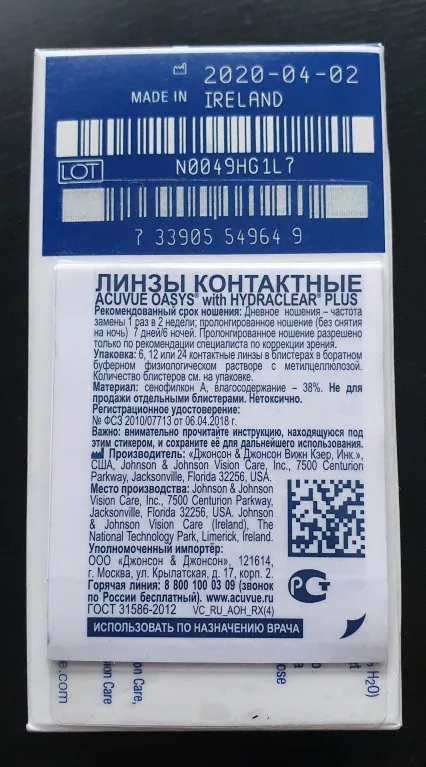 2020-04-02
MADE IN IRELAND
LOT N0049HG1L7
7 33905 54964 9
ЛИНЗЫ КОНТАКТНЫЕ
ACUVUE OASYS® with HYDRACLEAR® PLUS
Рекомендованный срок ношения: Дневное ношения – частота
замены 1 раз в 2 недели; пролонгированное ношение (без снятия
на ночь) 7 дней/6 ночей. Пролонгированное ношение разрешено
только по рекомендации специалиста по коррекции зрения.
Упаковка: 6, 12 или 24 контактные линзы в блистерах в боратном
буферном физиологическом растворе с метилцеллюлозой.
Количество блистеров см. на упаковке.
Материал: сенофилкон А, влагосодержание – 38%. Не для
продажи отдельными блистерами. Нетоксично.
Регистрационное удостоверение:
№ ФСЗ 2010/07713 от 06.04.2018 г.
Важно: внимательно прочитайте инструкцию, находящуюся под
этим стикером, и сохраните её для дальнейшего использования.
Производитель: «Джонсон & Джонсон Вижн Кэер, Инк.»,
США, Johnson & Johnson Vision Care, Inc., 7500 Centurion
Parkway, Jacksonville, Florida 32256, USA.
Место производства: Johnson & Johnson
Vision Care, Inc., 7500 Centurion Parkway,
Jacksonville, Florida 32256, USA. Johnson
& Johnson Vision Care (Ireland), The
National Technology Park, Limerick, Ireland.
Уполномоченный импортёр:
ООО «Джонсон & Джонсон», 121614,
г. Москва, ул. Крылатская, д. 17, корп. 2.
Горячая линия: 8 800 100 03 09 (звонок
по России бесплатный). www.acuvue.ru
ГОСТ 31586-2012 VC_RU_AOH_RX(4)
ИСПОЛЬЗОВАТЬ ПО НАЗНАЧЕНИЮ ВРАЧА
ue.com
ion Care,
on Care,
ose
H₂O)